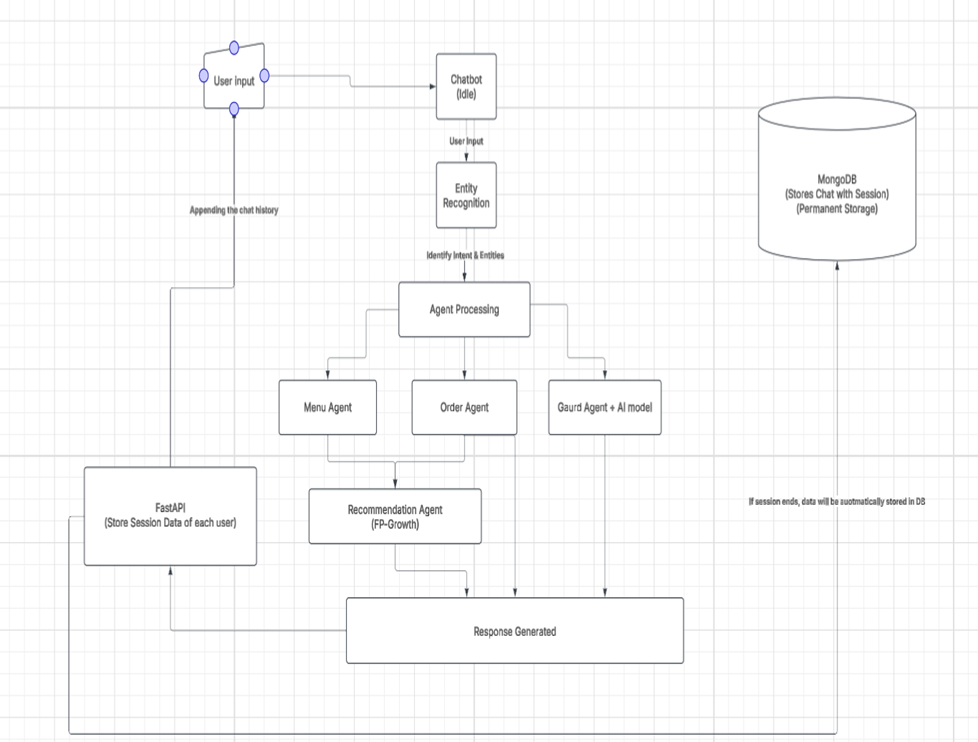 User input
Chatbot
(Idle)
User Input
Entity
Recognition
Appending the chat history
MongoDB
(Stores Chat with Session)
(Permanent Storage)
Identify Intent & Entities
Agent Processing
Menu Agent
Order Agent
Gaurd Agent + AI model
FastAPI
(Store Session Data of each user)
Recommendation Agent
(FP-Growth)
If session ends, data will be auotmatically stored in DB
Response Generated